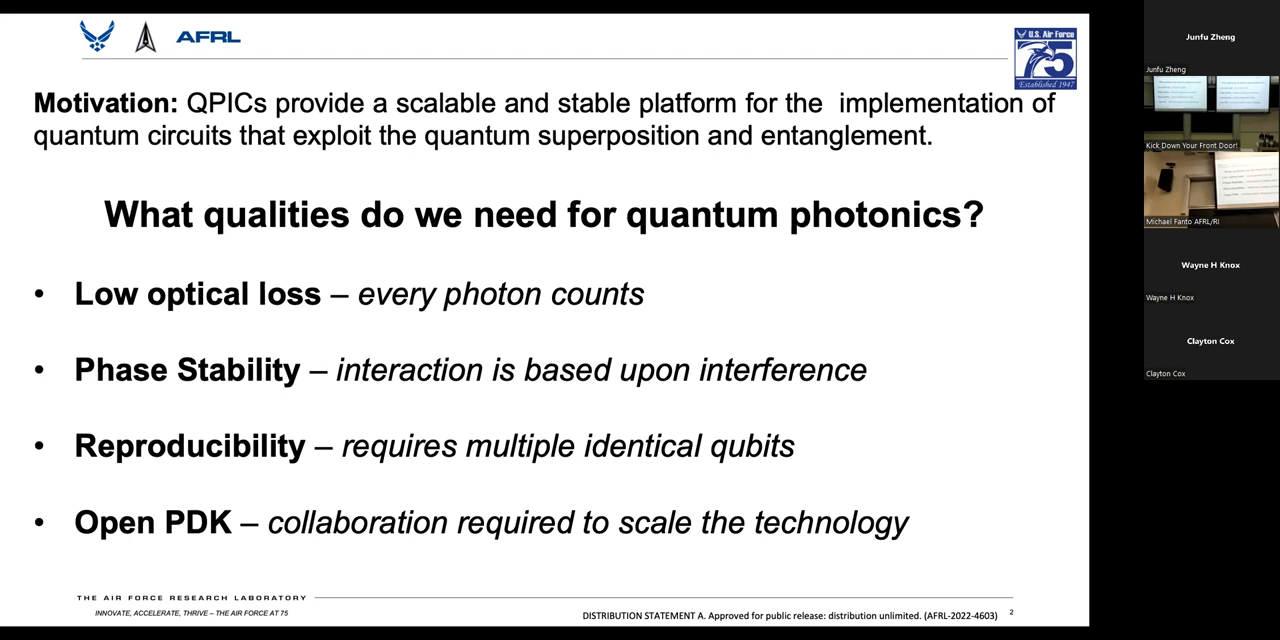 AFRL
U.S. Air Force
75
Established 1947
Motivation: QPICs provide a scalable and stable platform for the implementation of
quantum circuits that exploit the quantum superposition and entanglement.
What qualities do we need for quantum photonics?
• Low optical loss – every photon counts
• Phase Stability – interaction is based upon interference
• Reproducibility – requires multiple identical qubits
• Open PDK – collaboration required to scale the technology
THE AIR FORCE RESEARCH LABORATORY
INNOVATE, ACCELERATE, THRIVE – THE AIR FORCE AT 75
DISTRIBUTION STATEMENT A. Approved for public release: distribution unlimited. (AFRL-2022-4603)
2
Junfu Zheng
Junfu Zheng
Kick Down Your Front Door!
Michael Fanto AFRL/RI
Wayne H Knox
Wayne H Knox
Clayton Cox
Clayton Cox